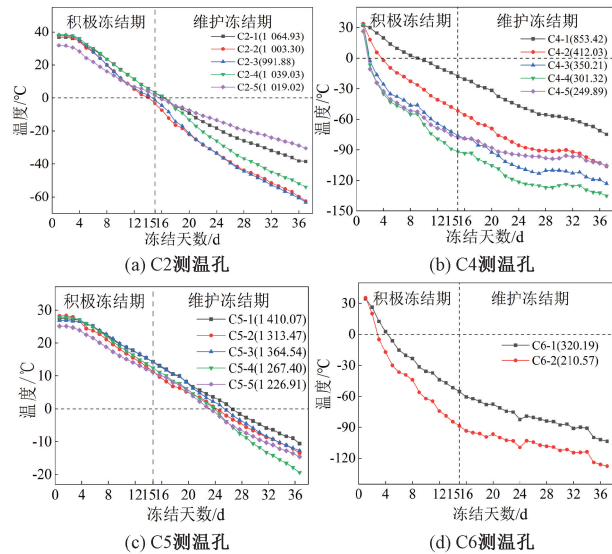 积极冻结期
维护冻结期
C2-1(1 064.93)
C2-2(1 003.30)
C2-3(991.88)
C2-4(1 039.03)
C2-5(1 019.02)
温度/℃
40
20
0
-20
-40
-60
0 4 8 12 15 16 20 24 28 32 36
冻结天数/d
(a) C2测温孔
积极冻结期
维护冻结期
C4-1(853.42)
C4-2(412.03)
C4-3(350.21)
C4-4(301.32)
C4-5(249.89)
温度/℃
30
0
-30
-60
-90
-120
-150
0 4 8 12 15 16 20 24 28 32 36
冻结天数/d
(b) C4测温孔
积极冻结期
维护冻结期
C5-1(1 410.07)
C5-2(1 313.47)
C5-3(1 364.54)
C5-4(1 267.40)
C5-5(1 226.91)
温度/℃
30
20
10
0
-10
-20
0 4 8 12 15 16 20 24 28 32 36
冻结天数/d
(c) C5测温孔
积极冻结期
维护冻结期
C6-1(320.19)
C6-2(210.57)
温度/℃
30
0
-30
-60
-90
-120
-150
0 4 8 12 15 16 20 24 28 32 36
冻结天数/d
(d) C6测温孔